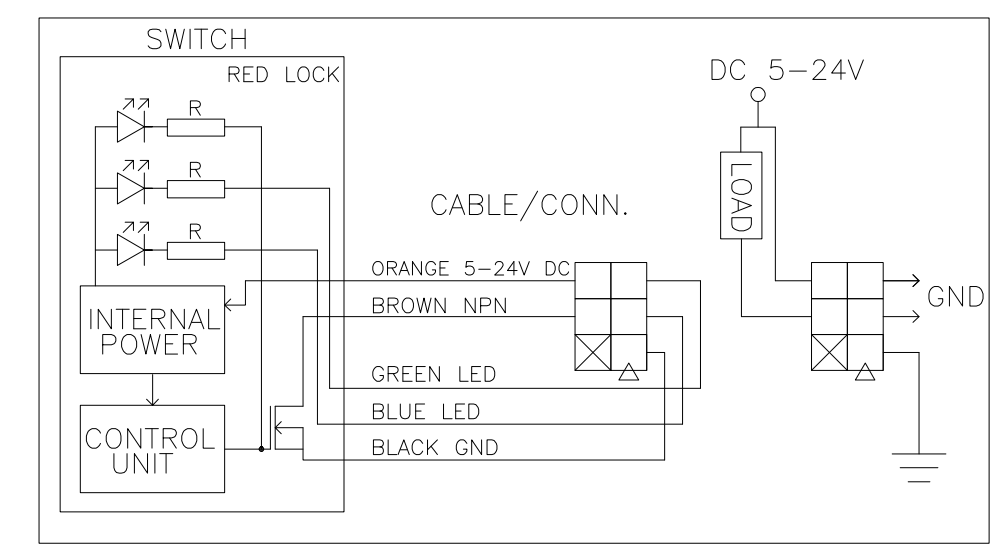 SWITCH
RED LOCK
R
R
R
INTERNAL
POWER
CONTROL
UNIT
CABLE/CONN.
ORANGE 5-24V DC
BROWN NPN
GREEN LED
BLUE LED
BLACK GND
DC 5-24V
LOAD
GND